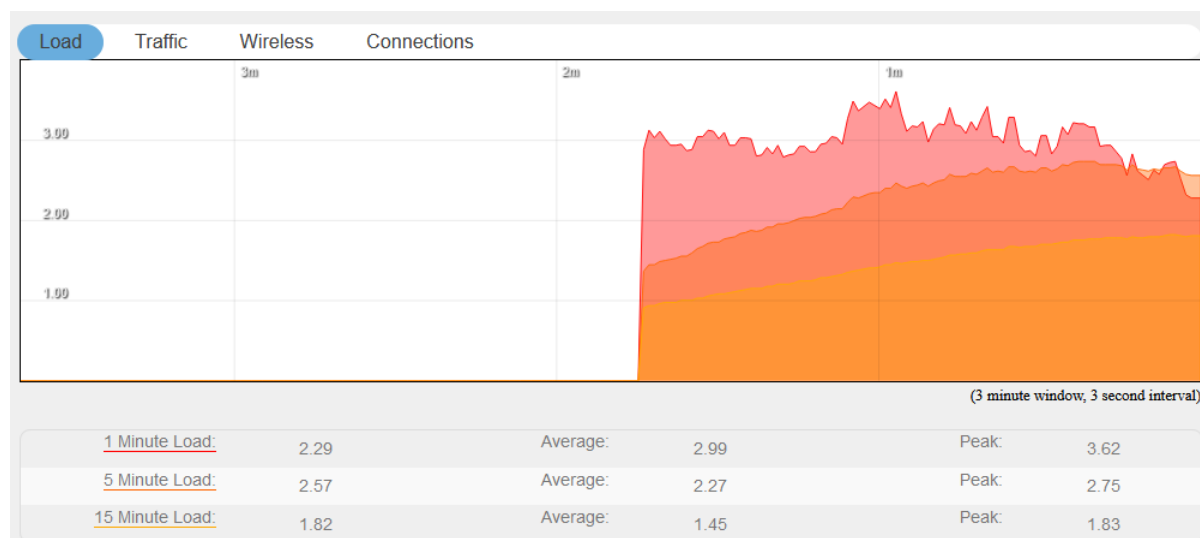 Load Traffic Wireless Connections
3m 2m 1m
3.00
2.00
1.00
(3 minute window, 3 second interval)
1 Minute Load: 2.29 Average: 2.99 Peak: 3.62
5 Minute Load: 2.57 Average: 2.27 Peak: 2.75
15 Minute Load: 1.82 Average: 1.45 Peak: 1.83